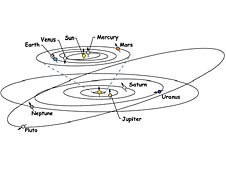 Sun
Mercury
Venus
Earth
Mars
Saturn
Uranus
Neptune
Jupiter
Pluto